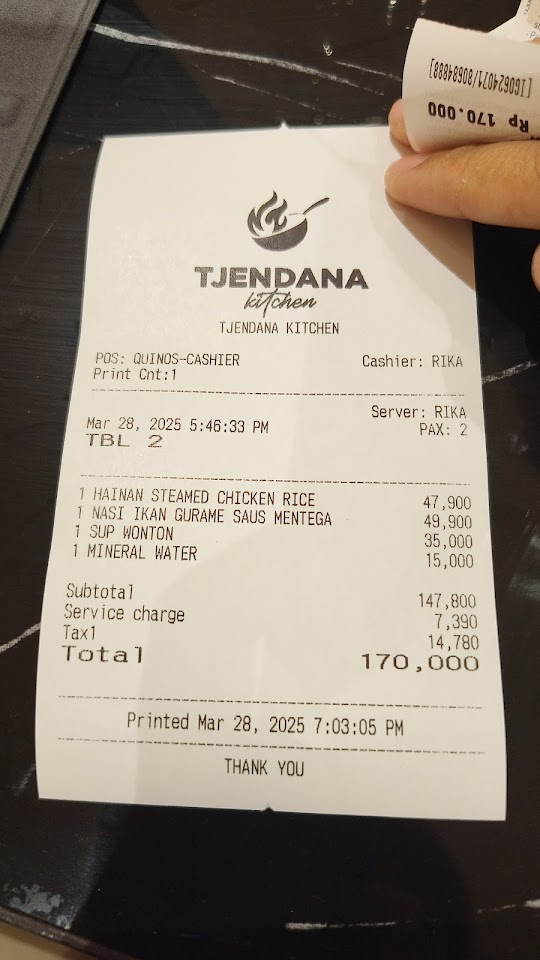 [IG0624071/80684888]
Rp 170.000
TJENDANA
kitchen
TJENDANA KITCHEN
POS: QUINOS-CASHIER Cashier: RIKA
Print Cnt:1
Server: RIKA
Mar 28, 2025 5:46:33 PM PAX: 2
TBL 2
1 HAINAN STEAMED CHICKEN RICE 47,900
1 NASI IKAN GURAME SAUS MENTEGA 49,900
1 SUP WONTON 35,000
1 MINERAL WATER 15,000
Subtotal 147,800
Service charge 7,390
Tax1 14,780
Total 170,000
Printed Mar 28, 2025 7:03:05 PM
THANK YOU